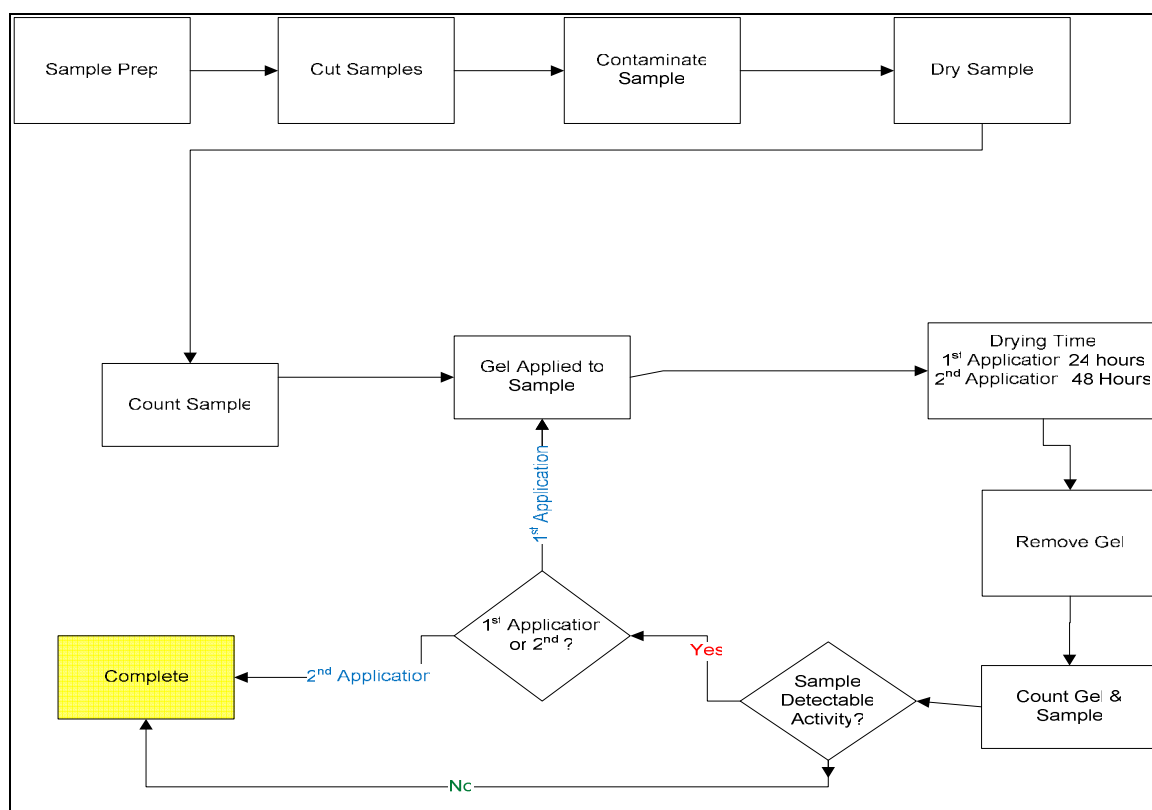 Sample Prep
Cut Samples
Contaminate
Sample
Dry Sample
Count Sample
Gel Applied to
Sample
Drying Time
1st Application 24 hours
2nd Application 48 Hours
Remove Gel
Count Gel &
Sample
Sample
Detectable
Activity?
Yes
1st Application
or 2nd ?
1st Application
2nd Application
Complete
No